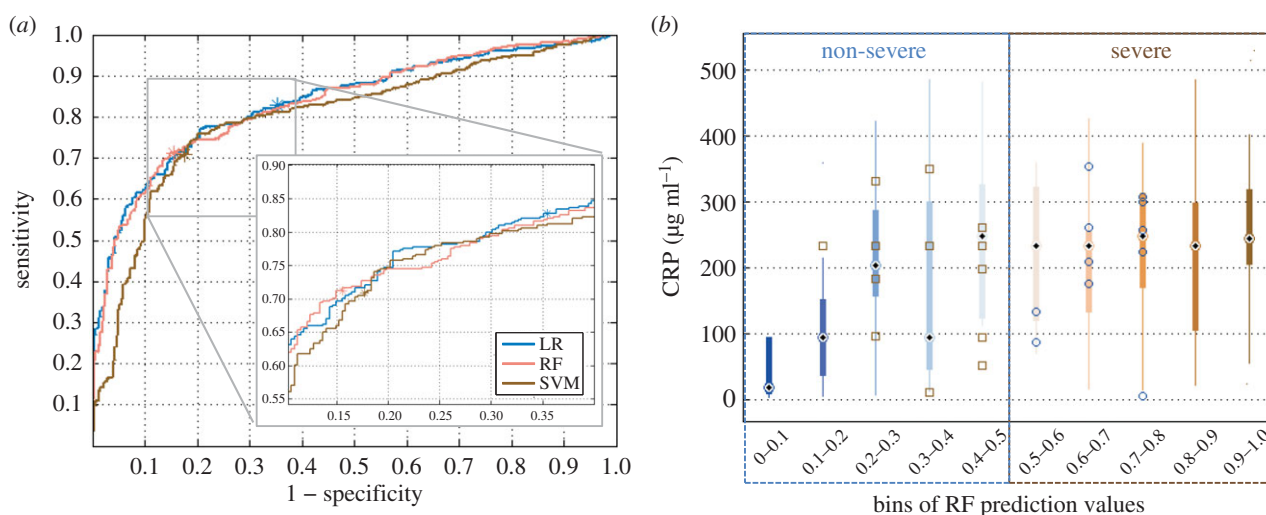 (a)
1.0
0.9
0.8
0.7
0.6
0.5
0.4
0.3
0.2
0.1
sensitivity
0.1 0.2 0.3 0.4 0.5 0.6 0.7 0.8 0.9 1.0
1 – specificity
0.90
0.85
0.80
0.75
0.70
0.65
0.60
0.55
0.50
0.15 0.20 0.25 0.30 0.35
LR
RF
SVM
(b)
non-severe severe
500
400
300
200
100
0
CRP (µg ml⁻¹)
0–0.1 0.1–0.2 0.2–0.3 0.3–0.4 0.4–0.5 0.5–0.6 0.6–0.7 0.7–0.8 0.8–0.9 0.9–1.0
bins of RF prediction values